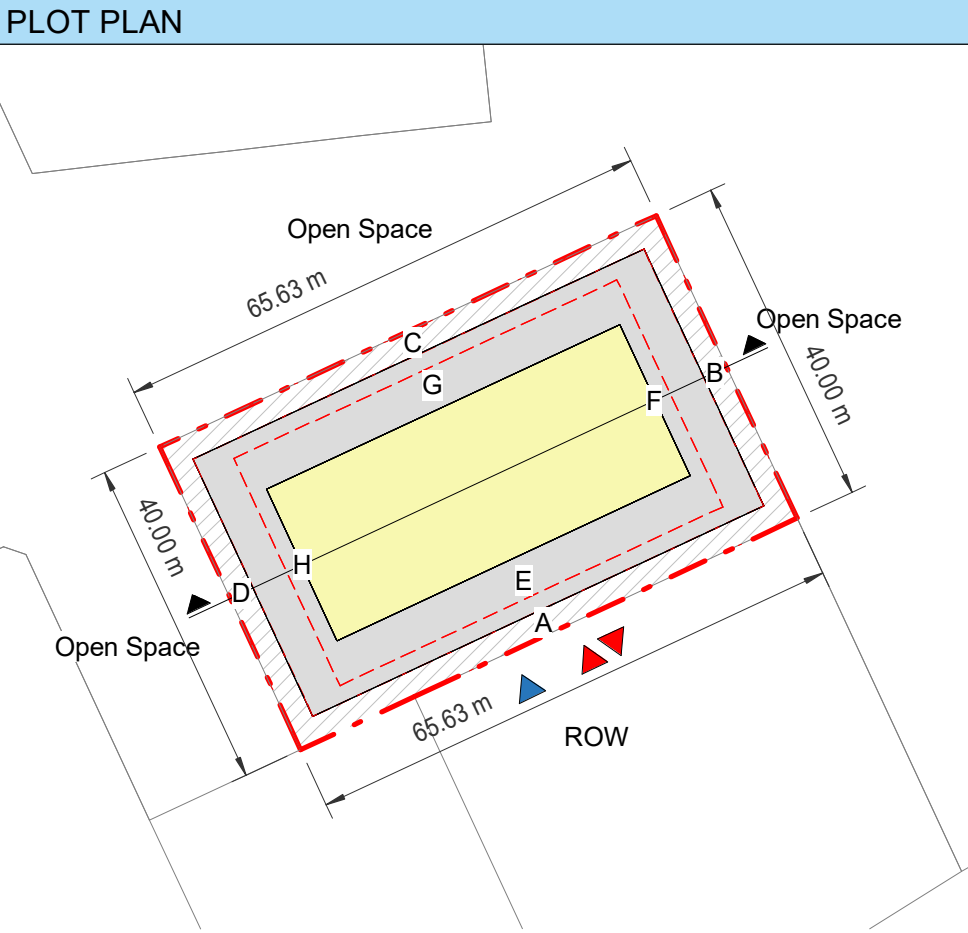 PLOT PLAN
Open Space
65.63 m
Open Space
C
B
40.00 m
G
F
40.00 m
H
D
E
A
Open Space
65.63 m
ROW